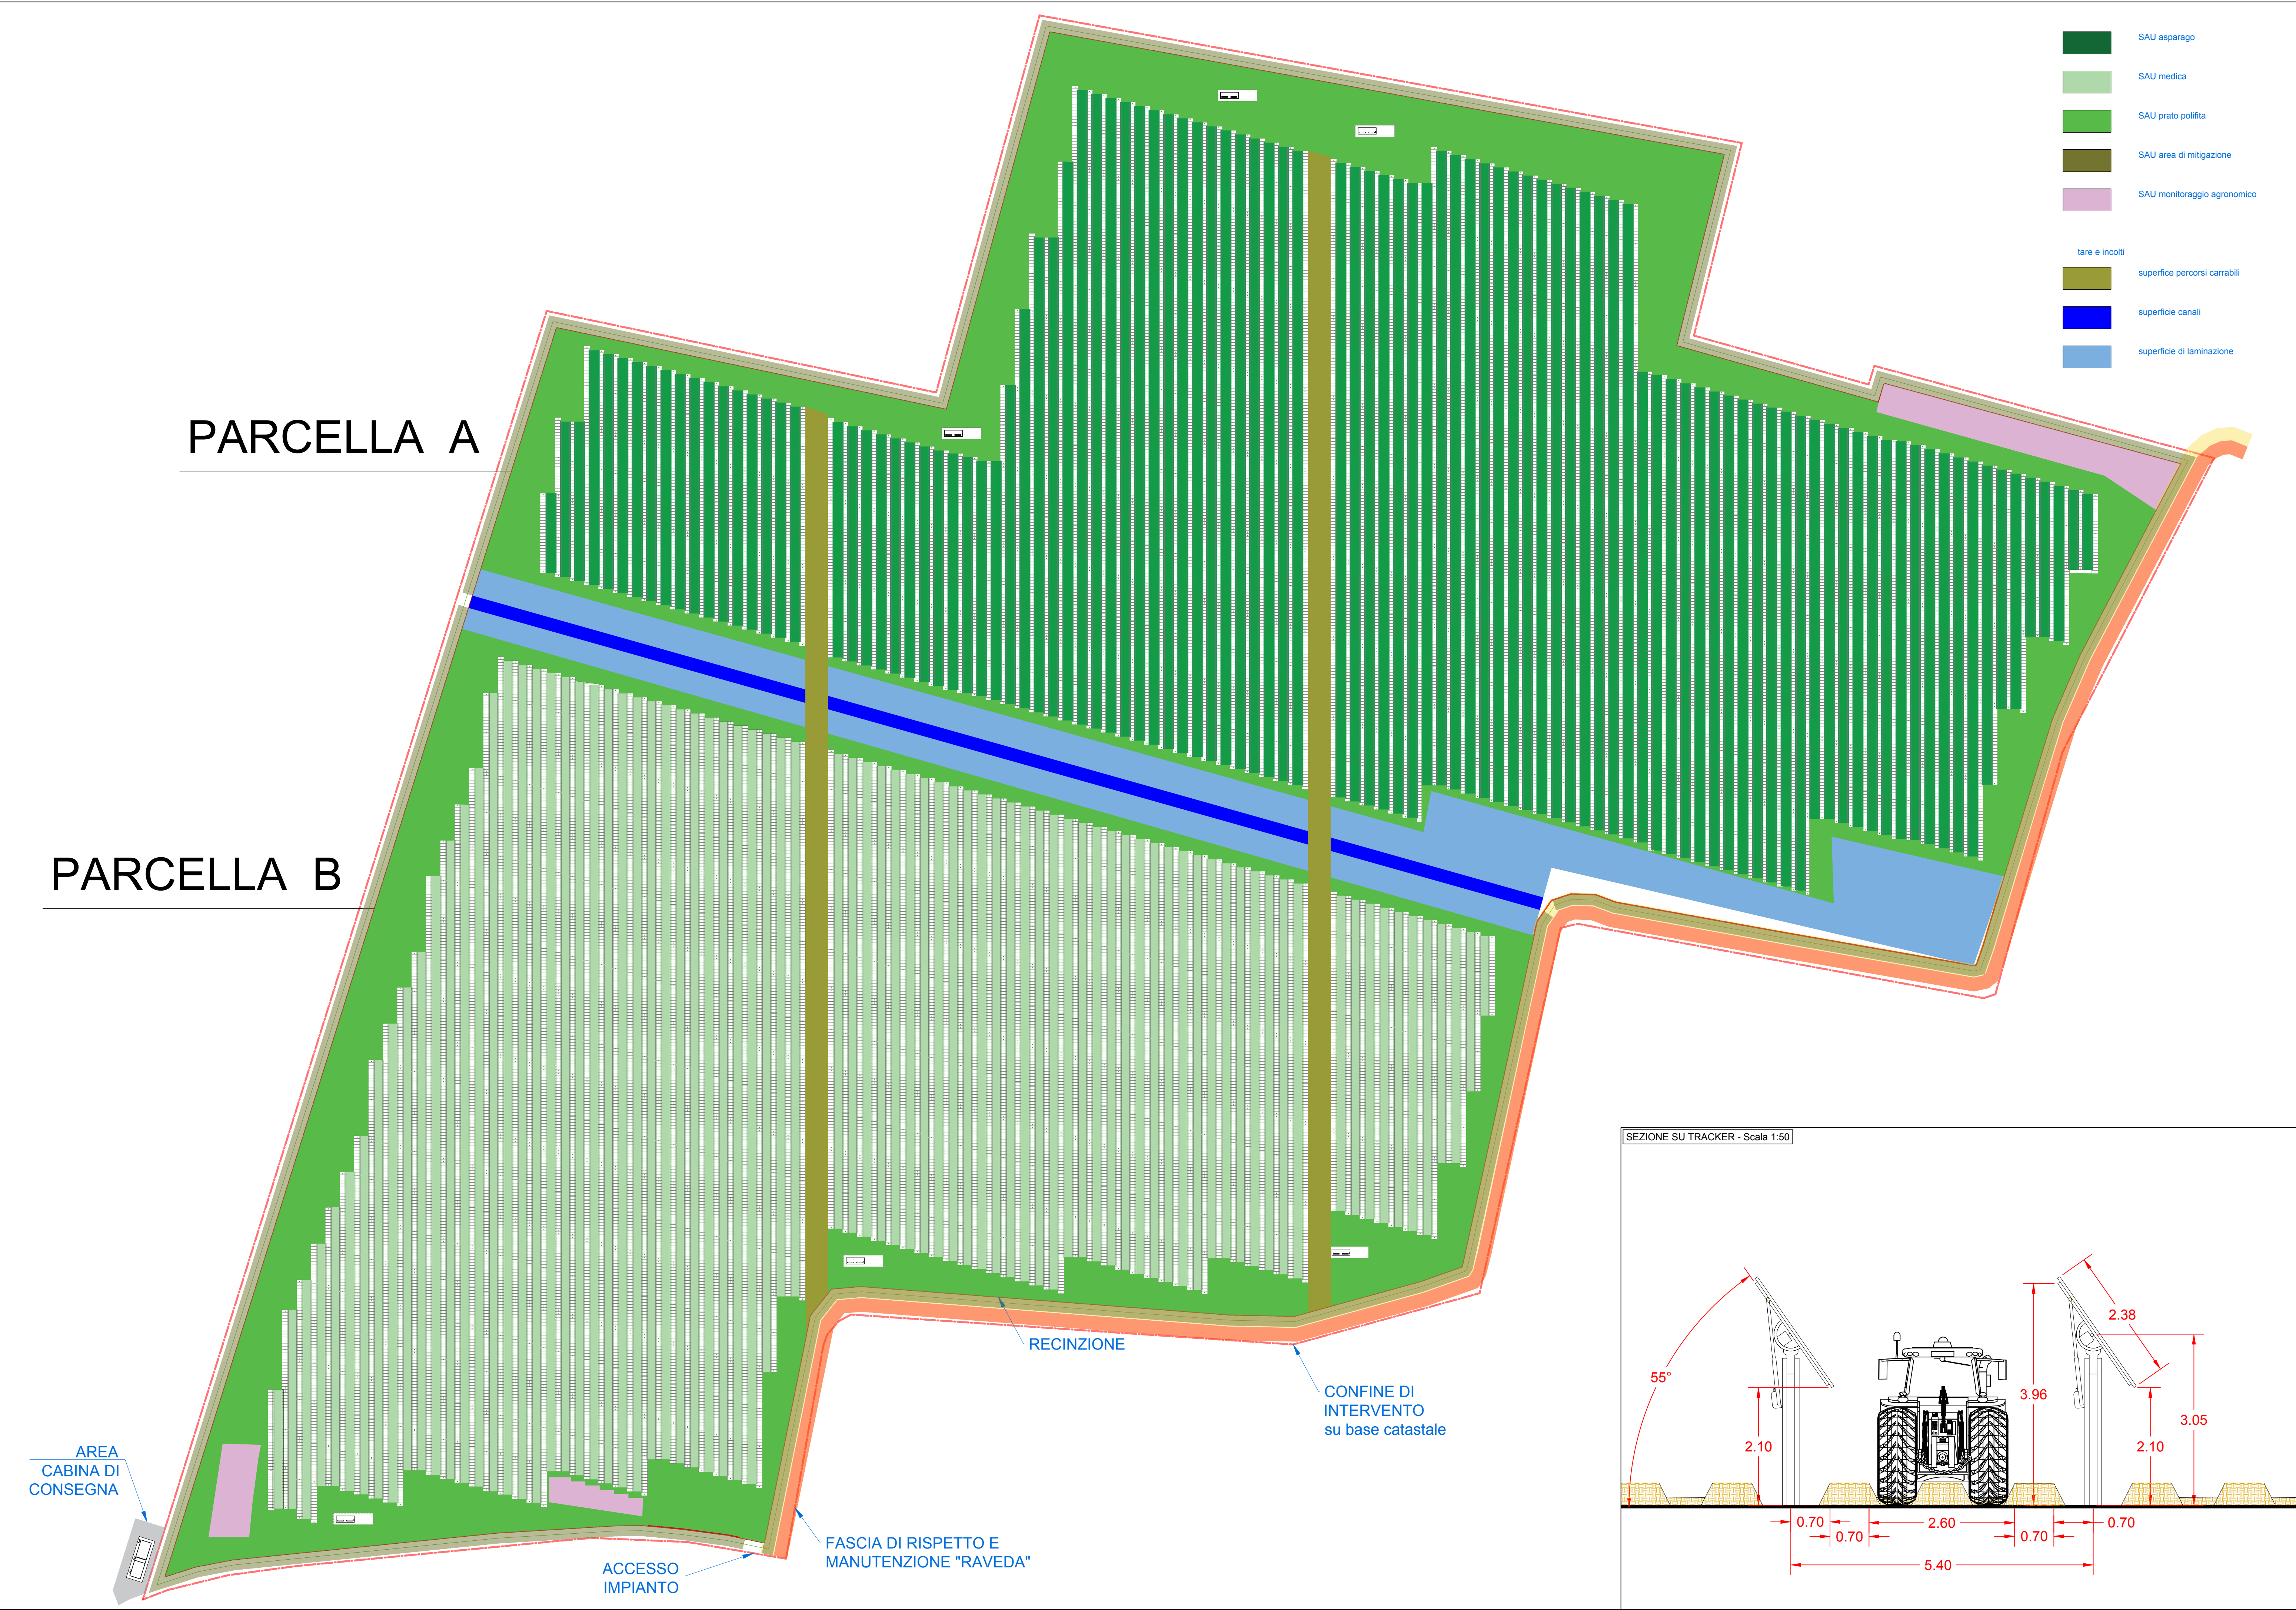 SAU asparago
SAU medica
SAU prato polifita
SAU area di mitigazione
SAU monitoraggio agronomico
tare e incolti
superfice percorsi carrabili
superficie canali
superficie di laminazione
PARCELLA A
PARCELLA B
SEZIONE SU TRACKER - Scala 1:50
RECINZIONE
CONFINE DI
INTERVENTO
su base catastale
AREA
CABINA DI
CONSEGNA
FASCIA DI RISPETTO E
MANUTENZIONE "RAVEDA"
ACCESSO
IMPIANTO
55°
2.10
3.96
2.38
3.05
2.10
0.70
0.70
2.60
0.70
0.70
5.40